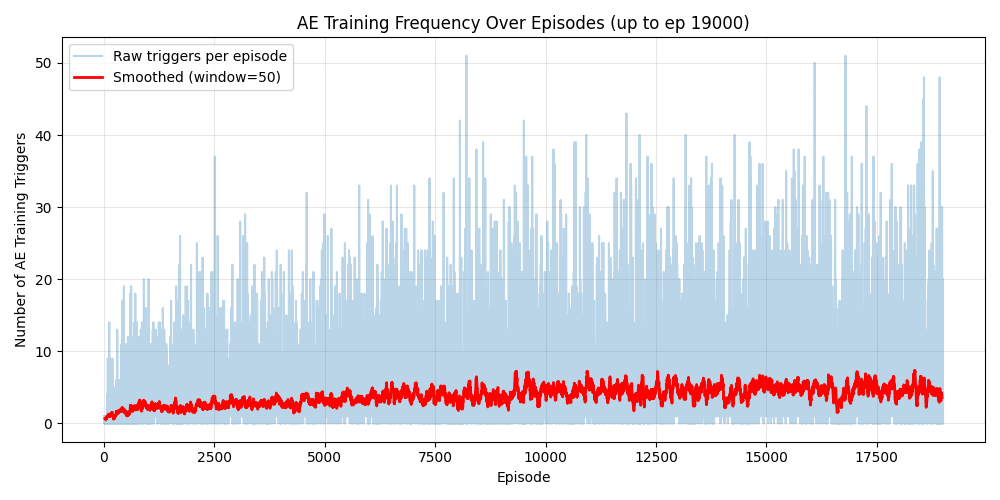 AE Training Frequency Over Episodes (up to ep 19000)
Raw triggers per episode
Smoothed (window=50)
Number of AE Training Triggers
50
40
30
20
10
0
0 2500 5000 7500 10000 12500 15000 17500
Episode